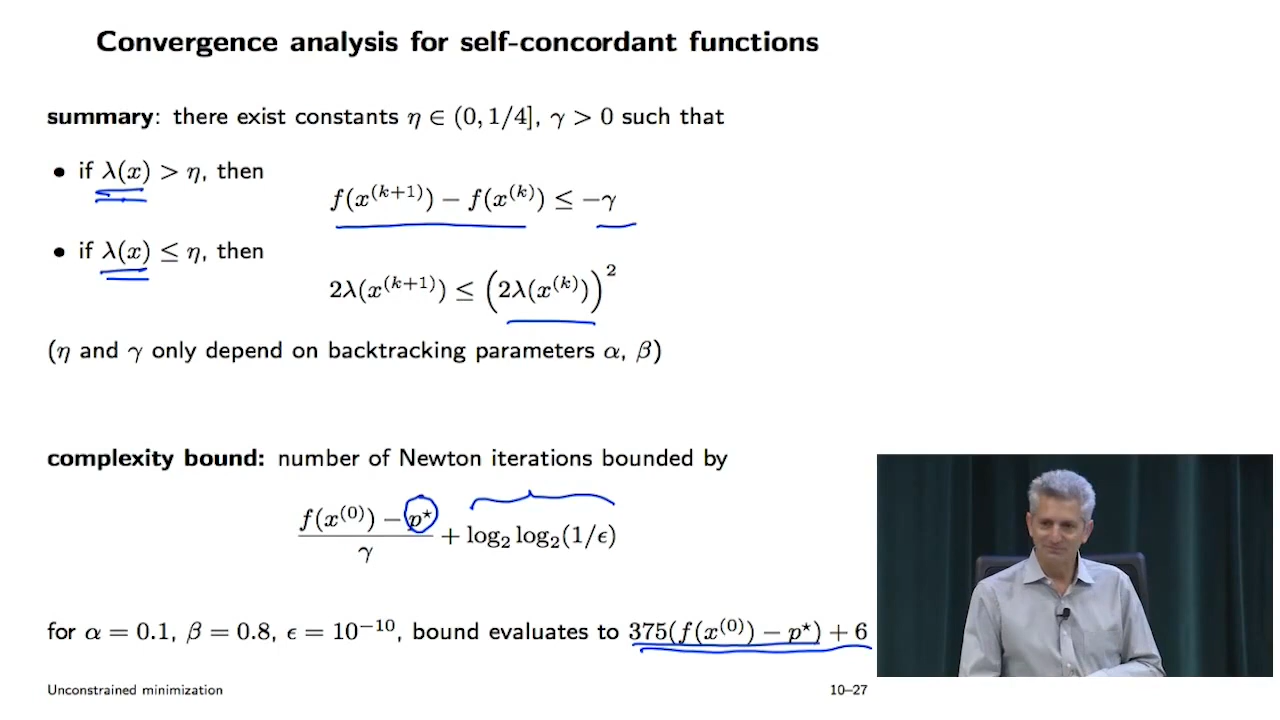 Convergence analysis for self-concordant functions
summary: there exist constants η ∈ (0, 1/4], γ > 0 such that
• if λ(x) > η, then
f(x^(k+1)) − f(x^(k)) ≤ −γ
• if λ(x) ≤ η, then
2λ(x^(k+1)) ≤ (2λ(x^(k)))^2
(η and γ only depend on backtracking parameters α, β)
complexity bound: number of Newton iterations bounded by
(f(x^(0)) − p⋆)/γ + log₂ log₂(1/ϵ)
for α = 0.1, β = 0.8, ϵ = 10^−10, bound evaluates to 375(f(x^(0)) − p⋆) + 6
Unconstrained minimization 10–27